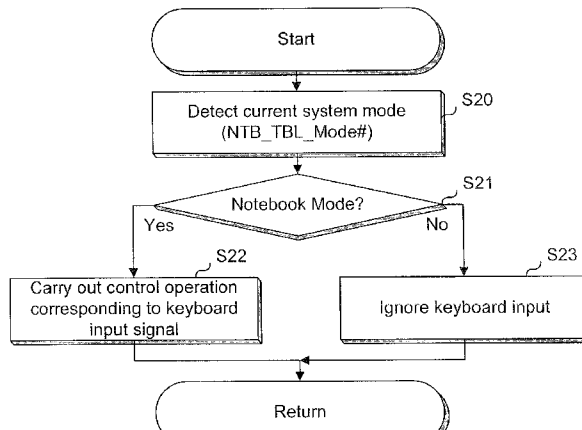 Start
S20
Detect current system mode
(NTB_TBL_Mode#)
S21
Notebook Mode?
Yes
No
S22
S23
Carry out control operation
corresponding to keyboard
input signal
Ignore keyboard input
Return